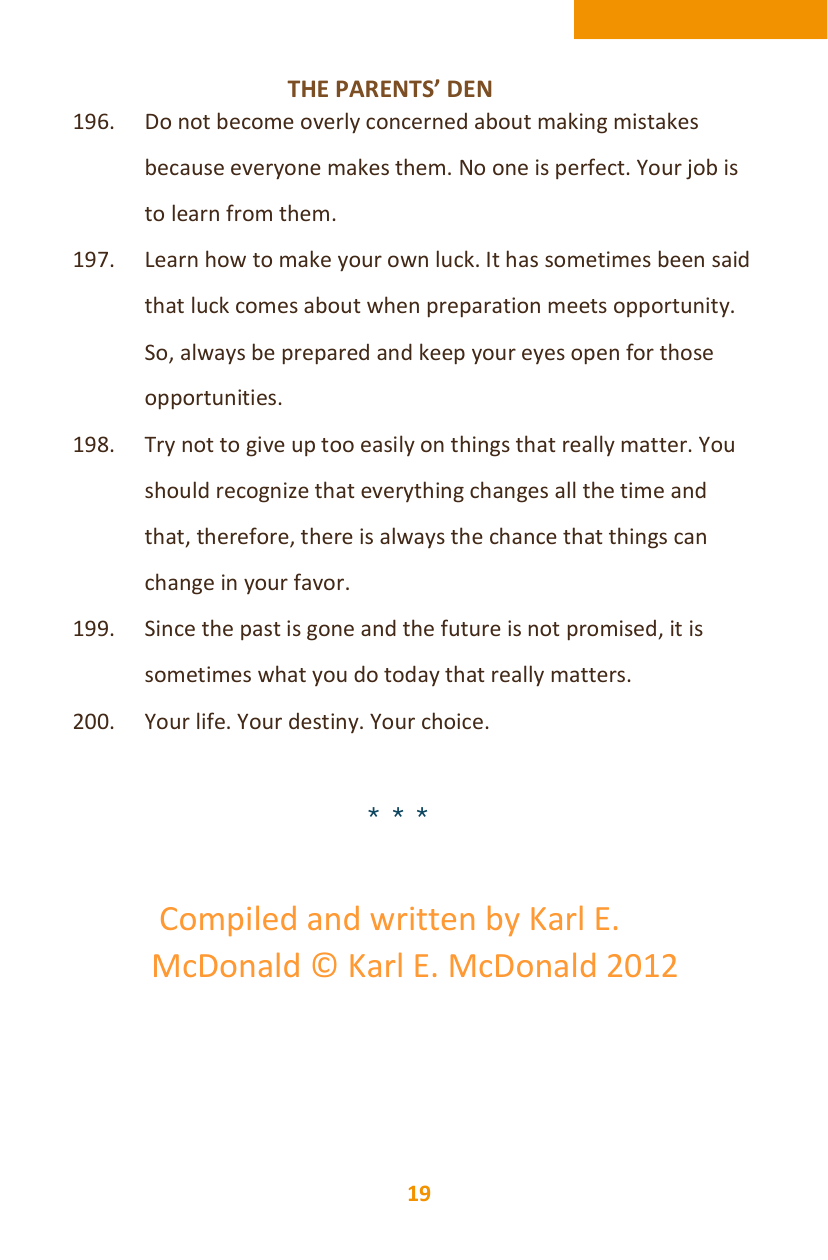 THE PARENTS’ DEN
196. Do not become overly concerned about making mistakes
because everyone makes them. No one is perfect. Your job is
to learn from them.
197. Learn how to make your own luck. It has sometimes been said
that luck comes about when preparation meets opportunity.
So, always be prepared and keep your eyes open for those
opportunities.
198. Try not to give up too easily on things that really matter. You
should recognize that everything changes all the time and
that, therefore, there is always the chance that things can
change in your favor.
199. Since the past is gone and the future is not promised, it is
sometimes what you do today that really matters.
200. Your life. Your destiny. Your choice.
* * *
Compiled and written by Karl E.
McDonald © Karl E. McDonald 2012
19